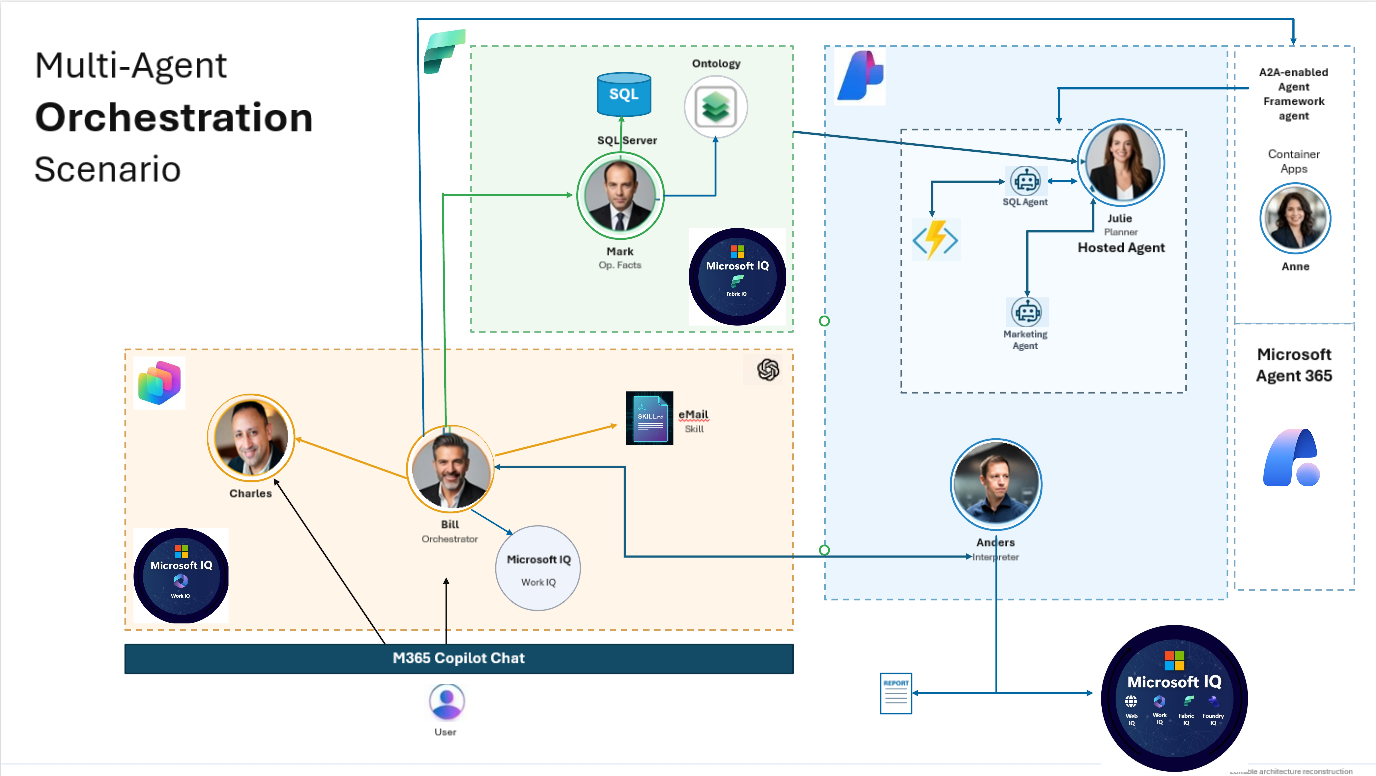 Multi-Agent
Orchestration
Scenario
SQL
SQL Server
Ontology
Mark
Op. Facts
Microsoft IQ
Fabric IQ
SQL Agent
Marketing
Agent
Julie
Planner
Hosted Agent
A2A-enabled
Agent
Framework
agent
Container
Apps
Anne
Microsoft
Agent 365
Charles
Bill
Orchestrator
SKILL
eMail
Skill
Microsoft IQ
Work IQ
Microsoft IQ
Work IQ
Anders
Interpreter
M365 Copilot Chat
User
REPORT
Microsoft IQ
Web
IQ
Work
IQ
Fabric
IQ
Foundry
IQ
architecture reconstruction